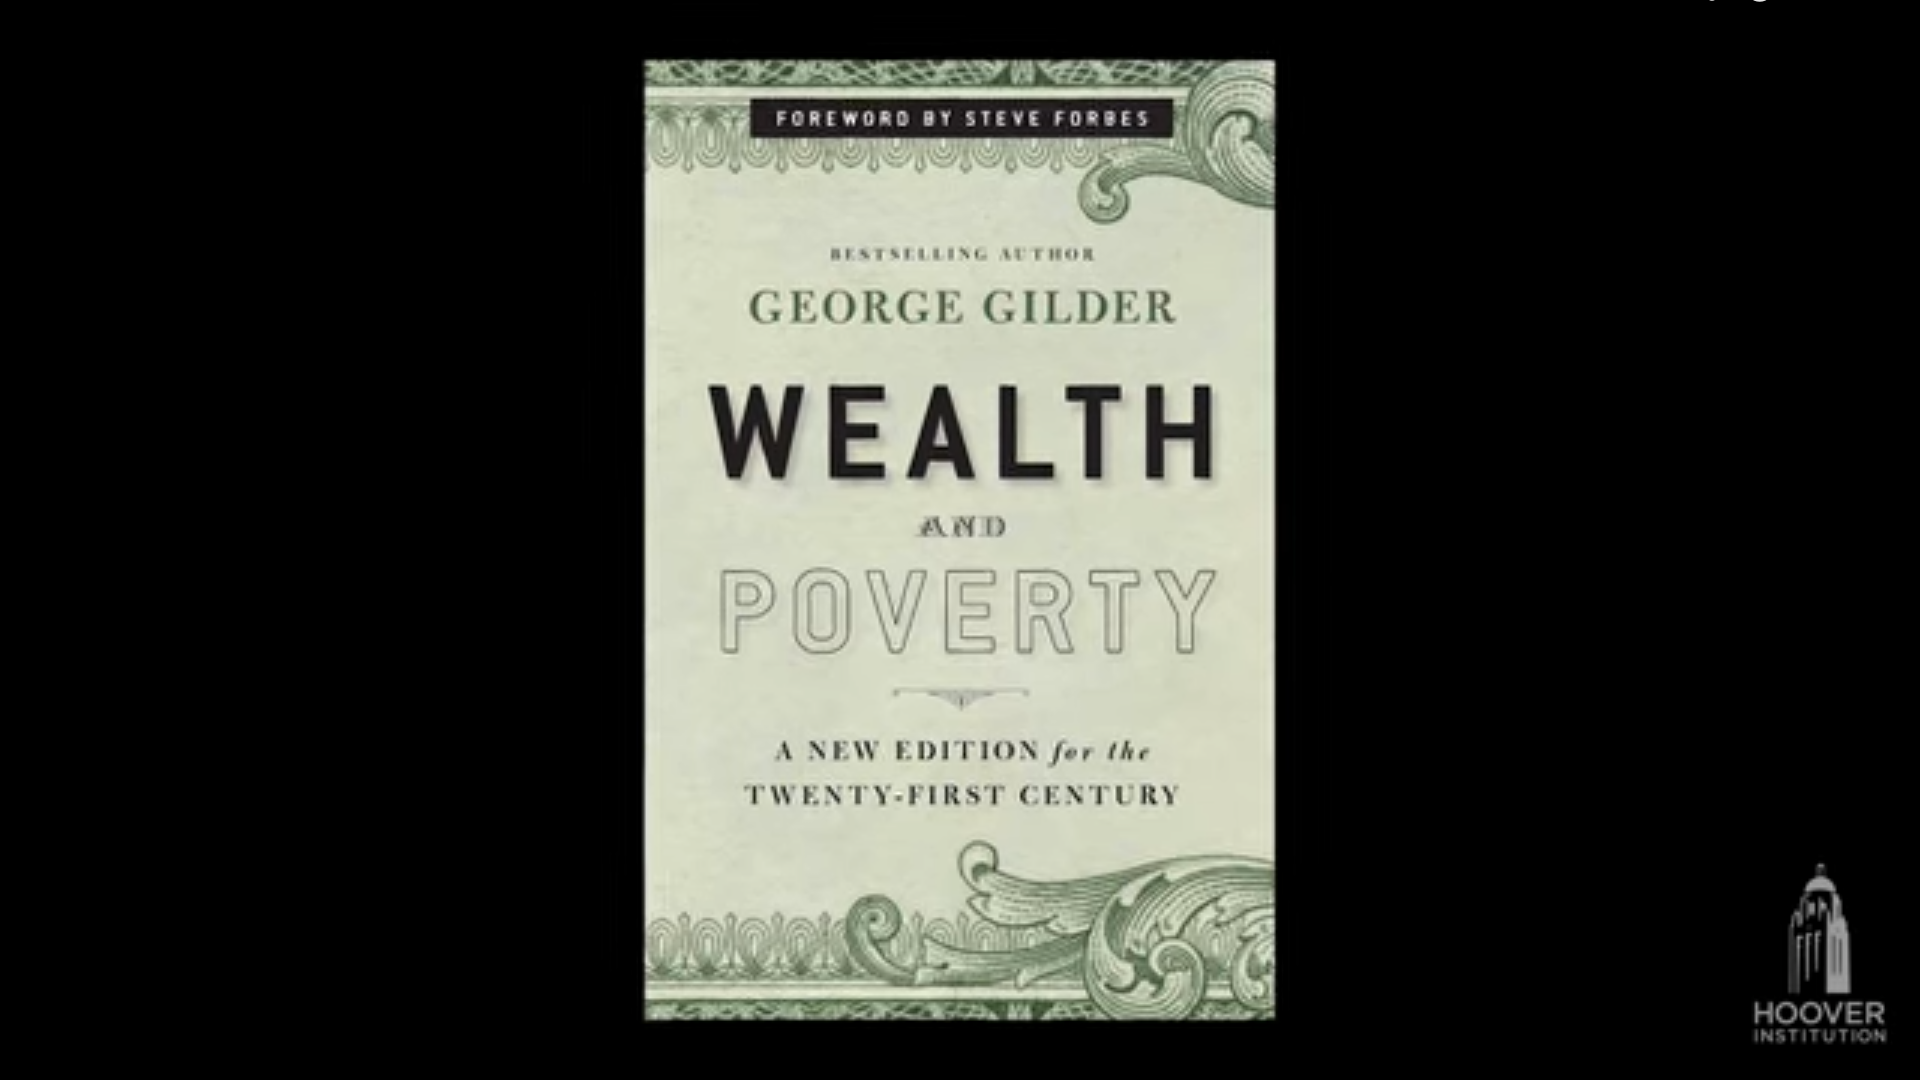 FOREWORD BY STEVE FORBES
BESTSELLING AUTHOR
GEORGE GILDER
WEALTH
AND
POVERTY
A NEW EDITION for the
TWENTY-FIRST CENTURY
HOOVER
INSTITUTION